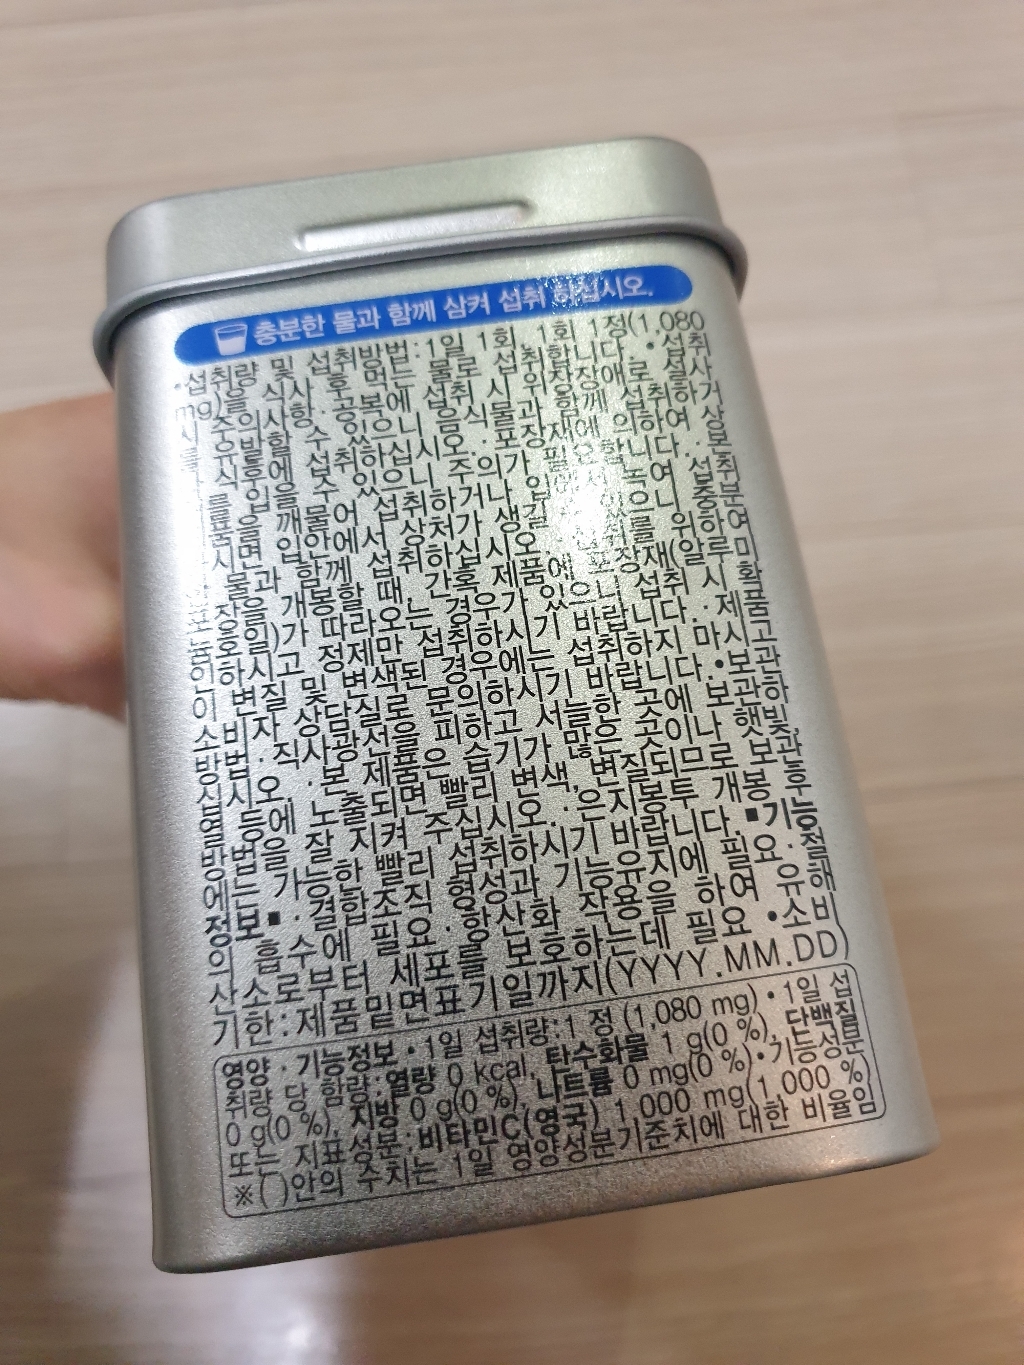 충분한 물과 함께 삼켜 섭취 하십시오.
•섭취량 및 섭취방법:1일 1회, 1회 1정(1,080
mg)을 식사 후 먹는 물로 섭취합니다. •섭취
시 주의사항 · 공복에 섭취 시 위장장애로 설사
를 유발할 수 있으니 음식물과 함께 섭취하거
나 식후에 섭취하십시오. · 포장재에 의하여 상
입을 수 있으니 주의가 필요합니다. · 본
깨물어 섭취하거나 입에서 녹여 섭취
시면 입안에서 상처가 생길 수 있으니 충분
물과 함께 섭취하십시오. 섭취를 위하여
포장을 개봉할 때, 간혹 제품에 포장재(알루미
늄호일)가 따라오는 경우가 있으니 섭취 시 확
인하시고 정제만 섭취하시기 바랍니다. · 제품
이 변질 및 변색된 경우에는 섭취하지 마시고
소비자 상담실로 문의하시기 바랍니다. •보관
방법 · 직사광선을 피하고 서늘한 곳에 보관하
십시오. · 본 제품은 습기가 많은 곳이나 햇빛,
열 등에 노출되면 빨리 변색, 변질되므로 보관
방법을 잘 지켜 주십시오. · 은지봉투 개봉 후
에는 가능한 빨리 섭취하시기 바랍니다. ■기능
정보■ · 결합조직 형성과 기능유지에 필요 · 철
의 흡수에 필요 · 항산화 작용을 하여 유해
산소로부터 세포를 보호하는데 필요 •소비
기한:제품밑면표기일까지(YYYY.MM.DD)
영양 · 기능정보 •1일 섭취량:1 정 (1,080 mg) •1일 섭
취량 당 함량:열량 0 kcal, 탄수화물 1 g(0 %), 단백질
0 g(0 %), 지방 0 g(0 %), 나트륨 0 mg(0 %) •기능성분
또는 지표성분:비타민C(영국) 1,000 mg(1,000 %)
※( )안의 수치는 1일 영양성분기준치에 대한 비율임